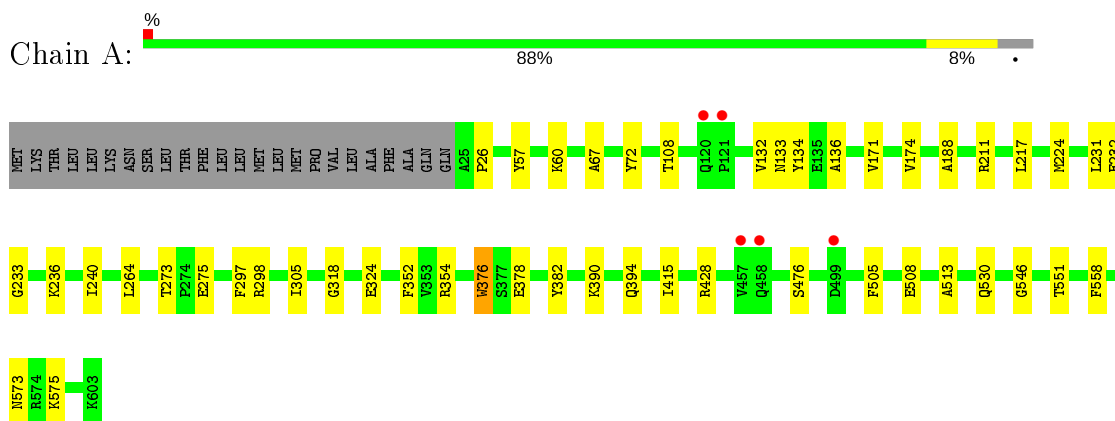 %
Chain A:
88% 8% •
MET LYS THR LEU LEU LYS ASN SER LEU THR PHE LEU LEU MET LEU MET PRO VAL LEU ALA PHE ALA GLN GLN A25 P26 Y57 K60 A67 Y72 T108 Q120 P121 V132 N133 Y134 E135 A136 V171 V174 A188 R211 L217 M224 L231
G233 K236 I240 L264 T273 P274 E275 F297 R298 I305 G318 E324 F352 V353 R354 W376 S377 E378 Y382 K390 Q394 I415 R428 V457 Q458 S476 D499 F505 E508 A513 Q530 G546 T551 F558
N573 R574 K575 K603